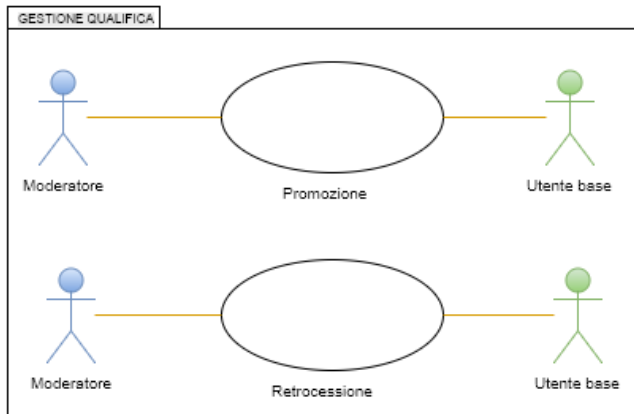 GESTIONE QUALIFICA
Moderatore
Promozione
Utente base
Moderatore
Retrocessione
Utente base